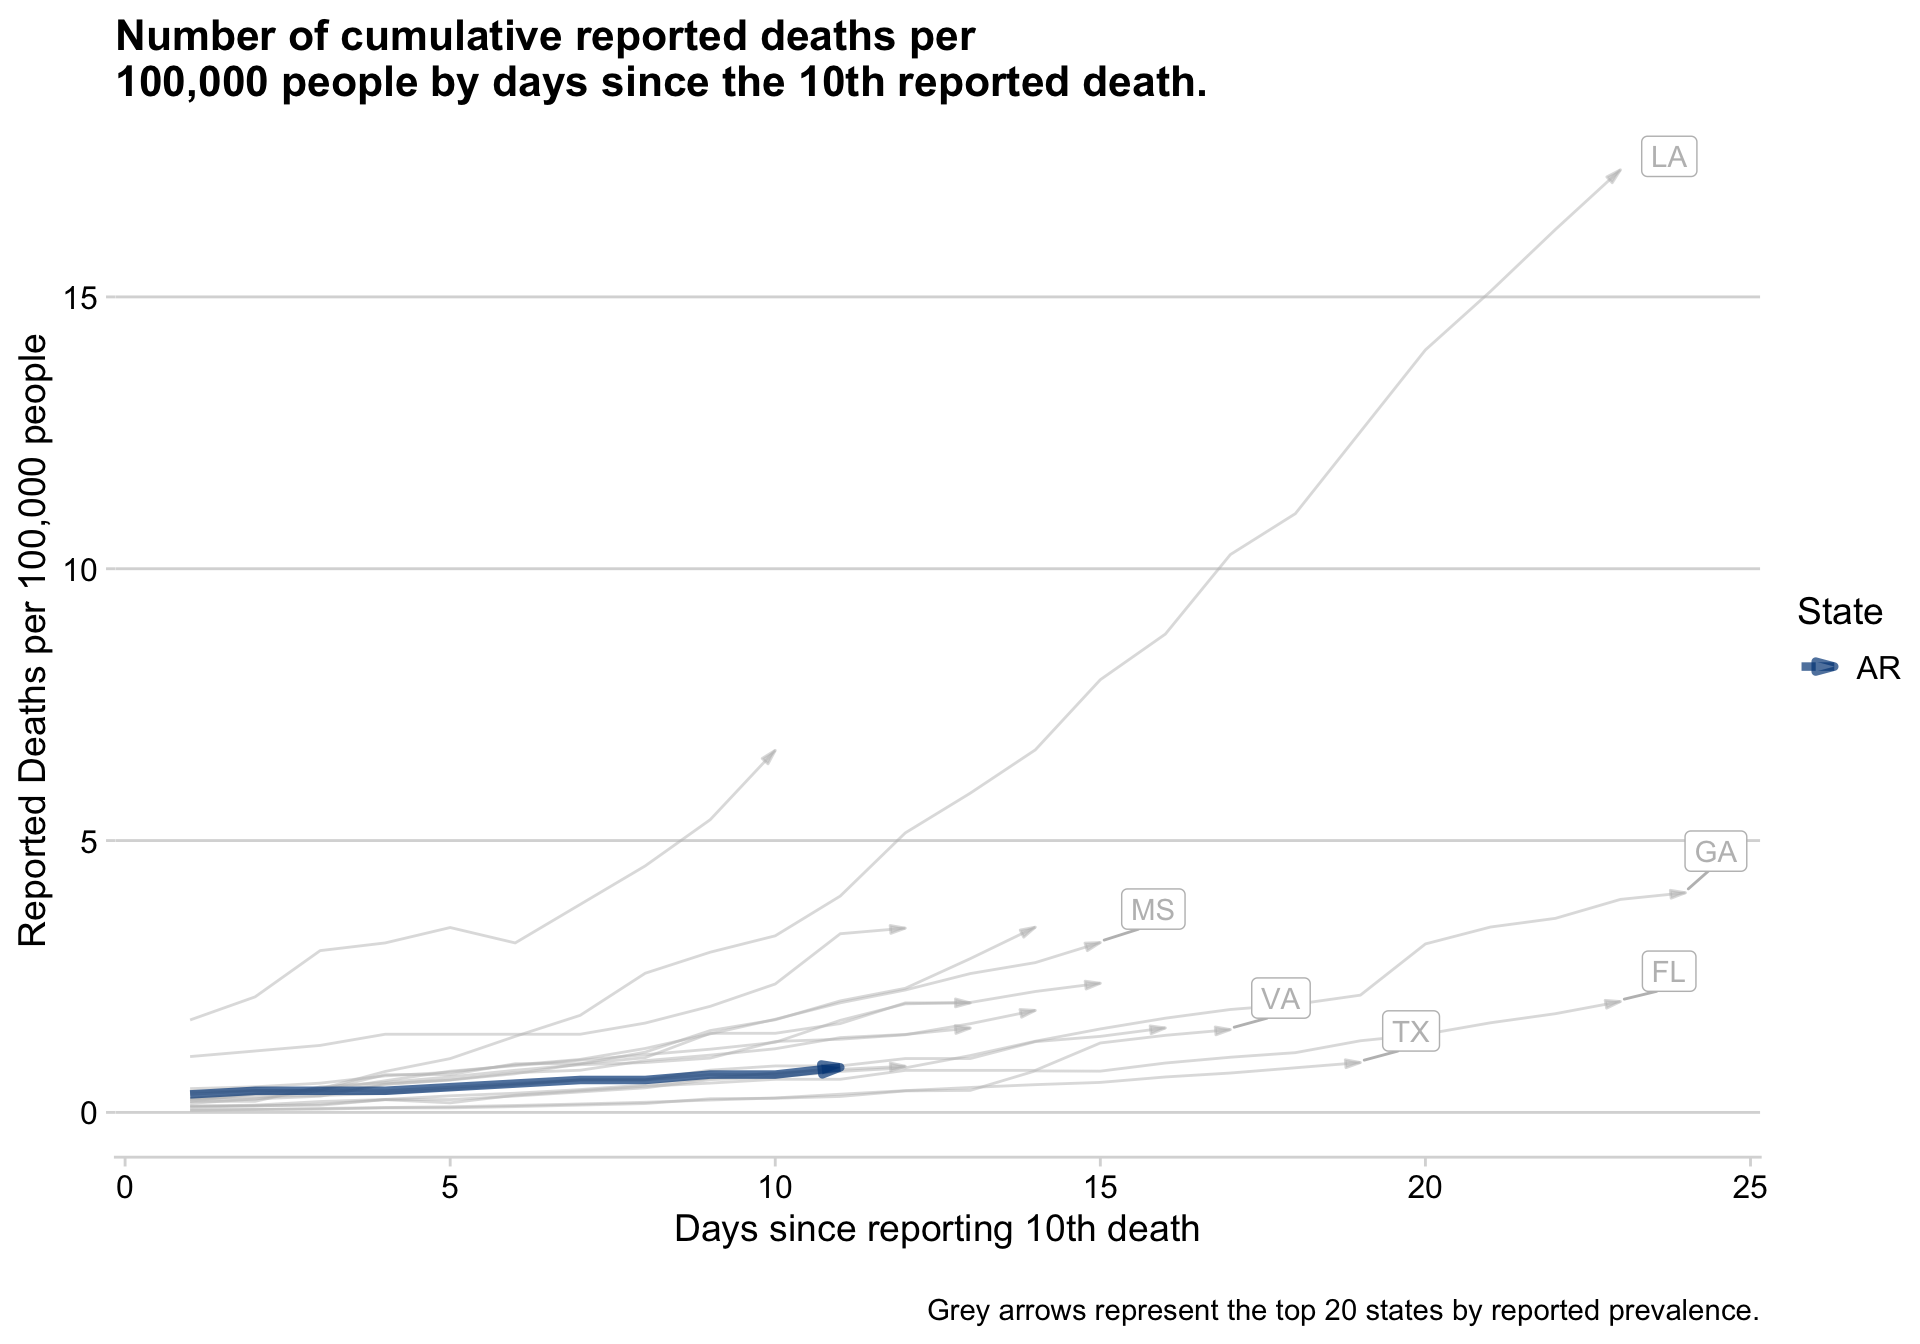 Number of cumulative reported deaths per
100,000 people by days since the 10th reported death.
LA
15
10
5
0
Reported Deaths per 100,000 people
GA
MS
FL
VA
TX
State
AR
0 5 10 15 20 25
Days since reporting 10th death
Grey arrows represent the top 20 states by reported prevalence.